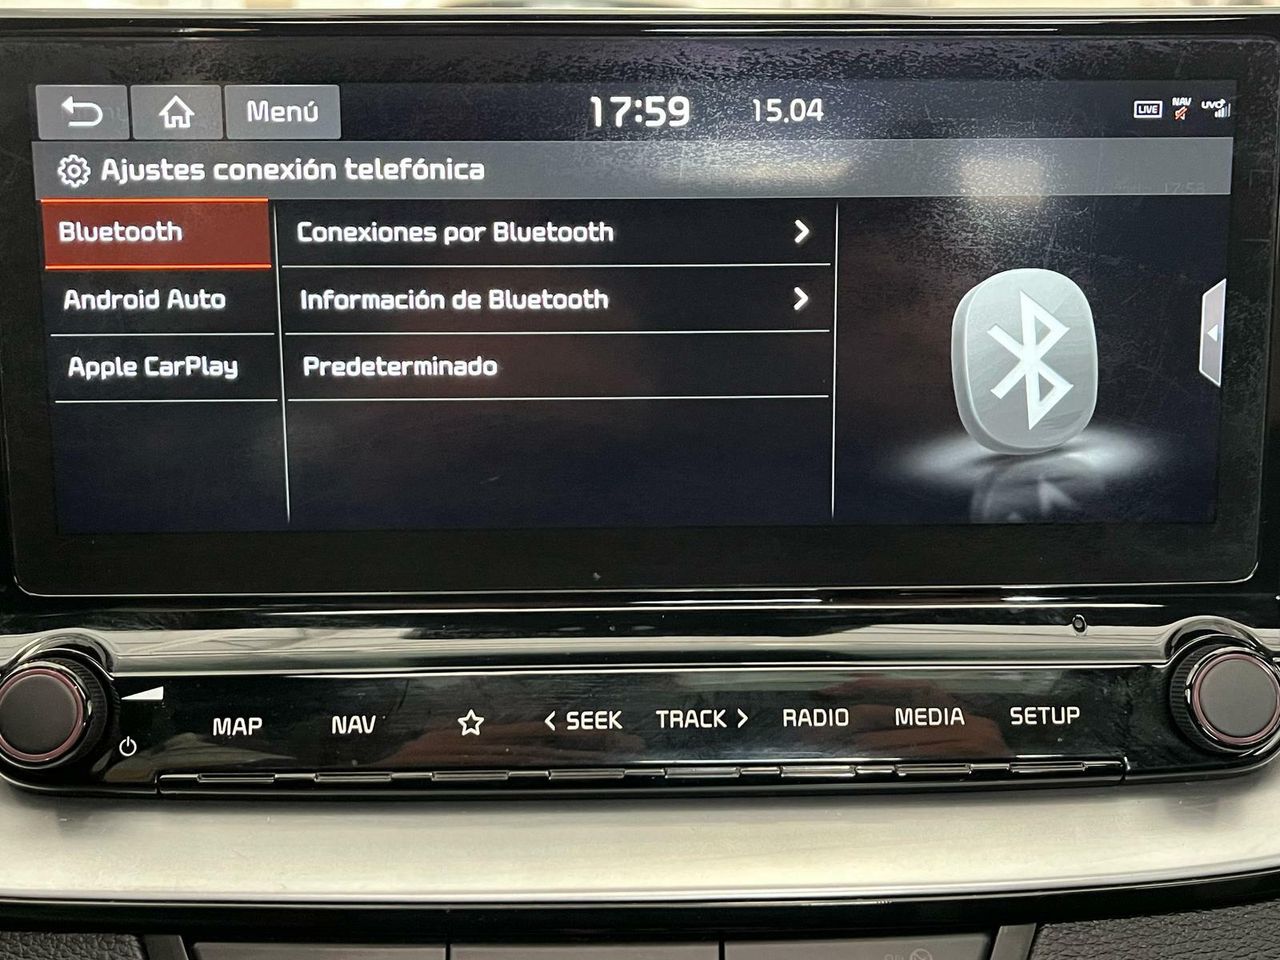 Menú
17:59
15.04
LIVE
NAV
UVO
Ajustes conexión telefónica
Bluetooth
Conexiones por Bluetooth
Android Auto
Información de Bluetooth
Apple CarPlay
Predeterminado
MAP
NAV
< SEEK
TRACK >
RADIO
MEDIA
SETUP